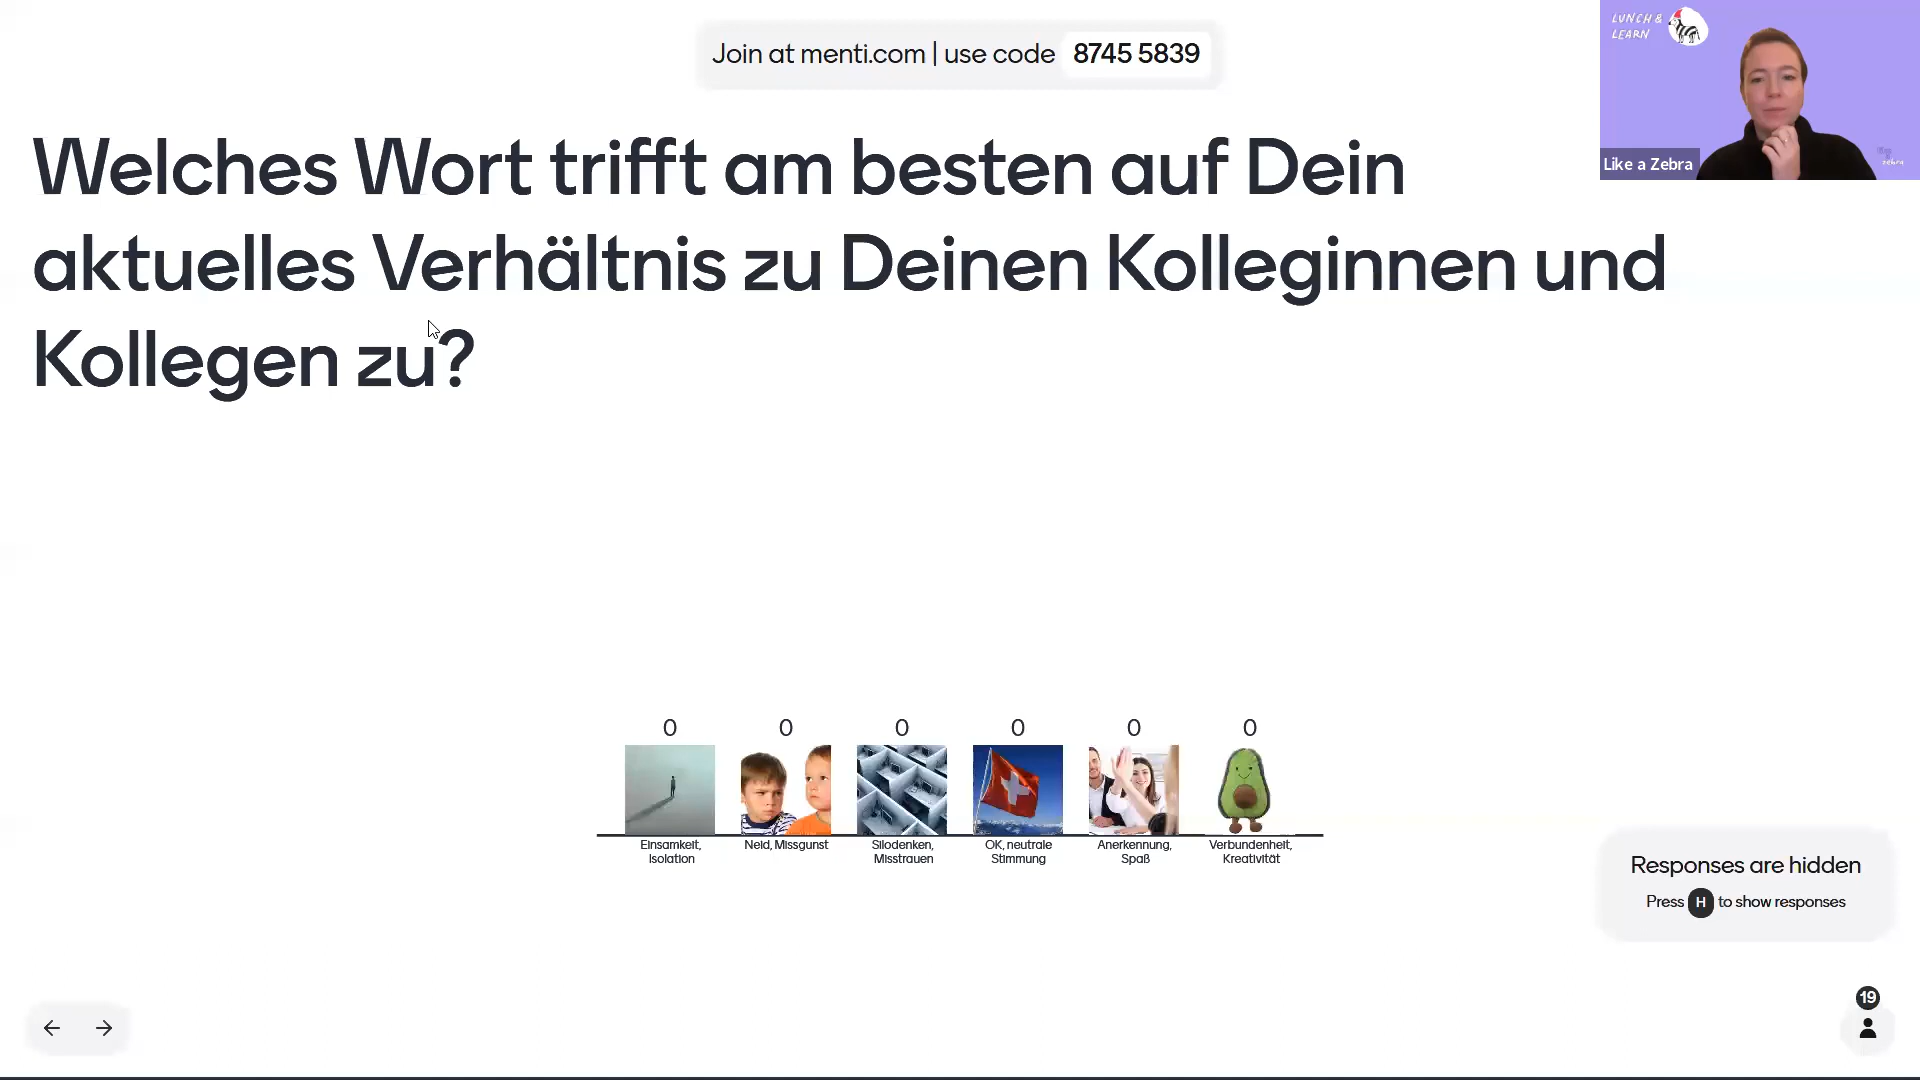 Join at menti.com | use code 8745 5839
LUNCH &
LEARN
Like a Zebra
zebra
Welches Wort trifft am besten auf Dein
aktuelles Verhältnis zu Deinen Kolleginnen und
Kollegen zu?
0 0 0 0 0 0
Einsamkeit,
Isolation
Neid, Missgunst
Silodenken,
Misstrauen
OK, neutrale
Stimmung
Anerkennung,
Spaß
Verbundenheit,
Kreativität
Responses are hidden
Press H to show responses
19